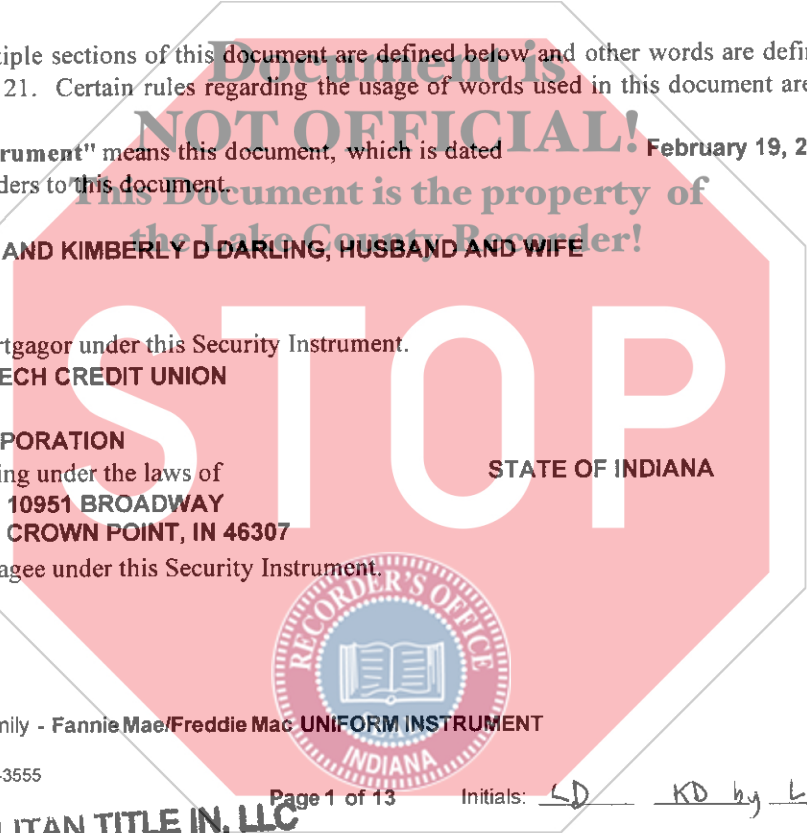 tiple sections of this document are defined below and other words are defin
21. Certain rules regarding the usage of words used in this document are
Document is
NOT OFFICIAL!
This Document is the property of
the Lake County Recorder!
STOP
rument" means this document, which is dated February 19, 2
ders to this document.
AND KIMBERLY D DARLING, HUSBAND AND WIFE
rtgagor under this Security Instrument.
ECH CREDIT UNION
PORATION
ing under the laws of STATE OF INDIANA
10951 BROADWAY
CROWN POINT, IN 46307
agee under this Security Instrument.
RECORDER'S OFFICE
INDIANA
mily - Fannie Mae/Freddie Mac UNIFORM INSTRUMENT
-3555
Page 1 of 13 Initials: LD KD by L
ITAN TITLE IN, LLC